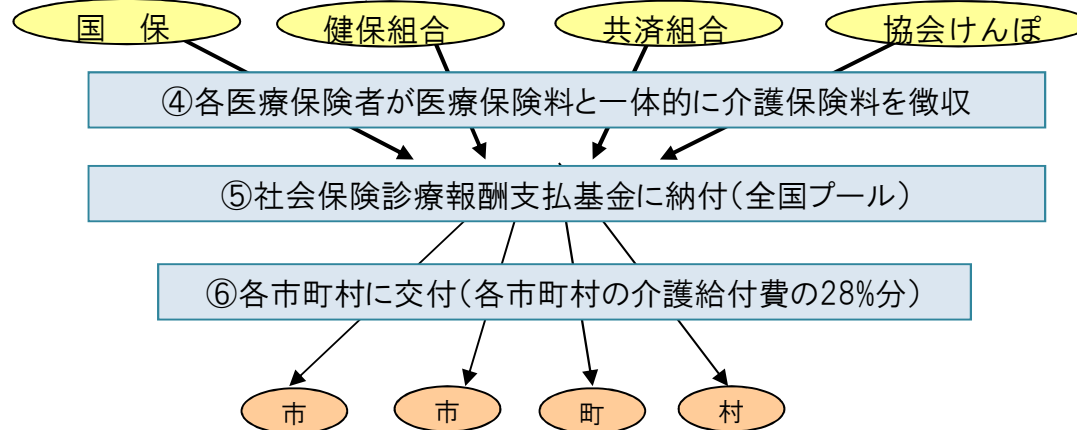 国　保
健保組合
共済組合
協会けんぽ
④各医療保険者が医療保険料と一体的に介護保険料を徴収
⑤社会保険診療報酬支払基金に納付（全国プール）
⑥各市町村に交付（各市町村の介護給付費の28%分）
市
市
町
村